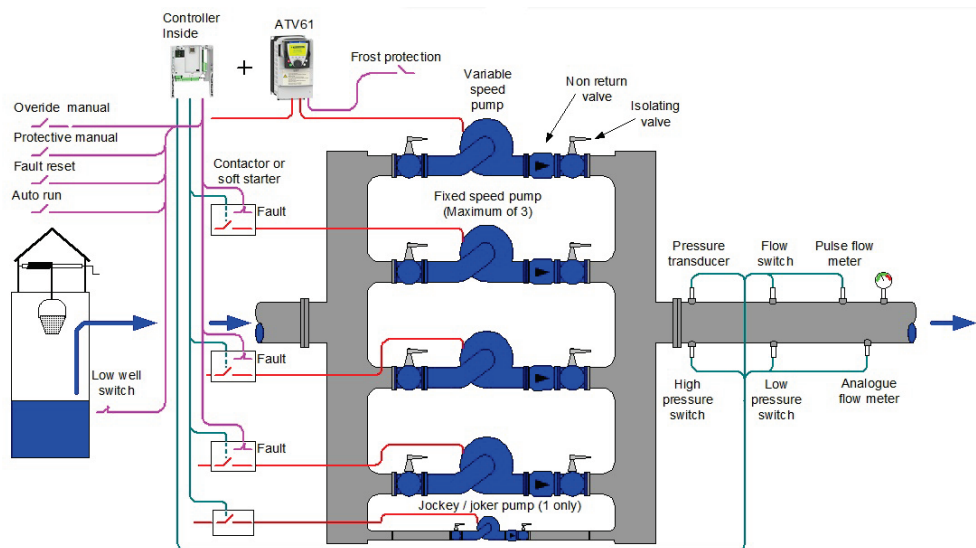 Controller
Inside
+
ATV61
Frost protection
Variable
speed
pump
Non return
valve
Isolating
valve
Overide manual
Protective manual
Fault reset
Auto run
Contactor or
soft starter
Fault
Fixed speed pump
(Maximum of 3)
Pressure
transducer
Flow
switch
Pulse flow
meter
Low well
switch
Fault
High
pressure
switch
Low
pressure
switch
Analogue
flow meter
Fault
Jockey / joker pump (1 only)